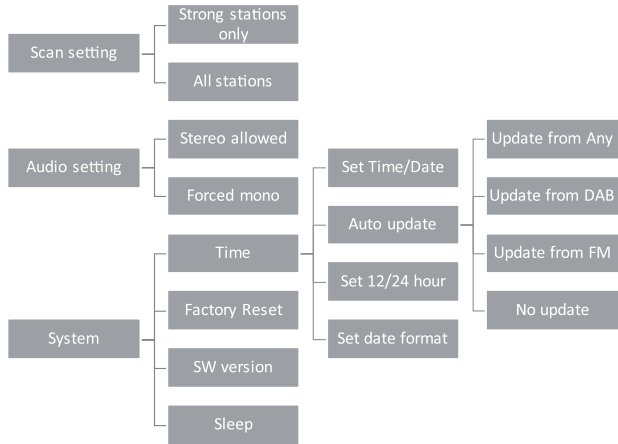 Strong stations
only
Scan setting
All stations
Stereo allowed
Audio setting
Forced mono
System
Time
Factory Reset
SW version
Sleep
Set Time/Date
Auto update
Set 12/24 hour
Set date format
Update from Any
Update from DAB
Update from FM
No update